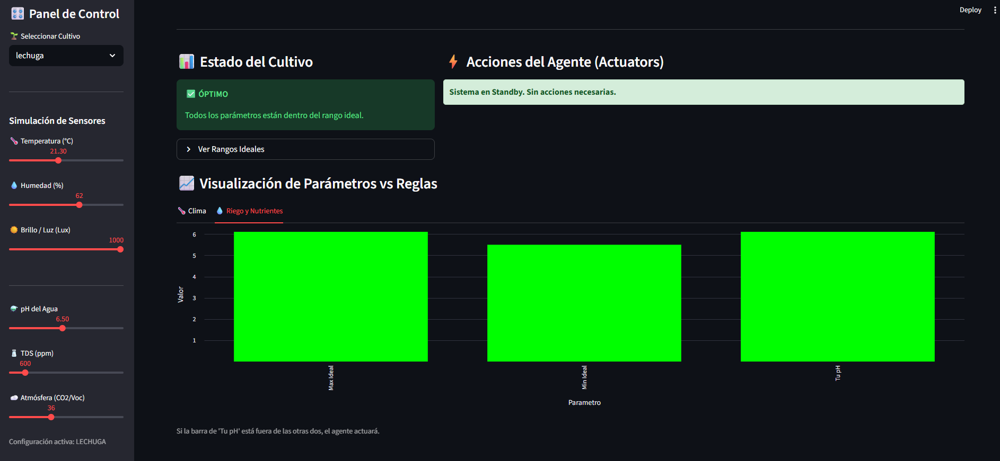 Panel de Control
Seleccionar Cultivo
lechuga
Simulación de Sensores
Temperatura (°C)
21.30
Humedad (%)
62
Brillo / Luz (Lux)
1000
pH del Agua
6.50
TDS (ppm)
600
Atmósfera (CO2/Voc)
36
Configuración activa: LECHUGA
Deploy
Estado del Cultivo
ÓPTIMO
Todos los parámetros están dentro del rango ideal.
Ver Rangos Ideales
Acciones del Agente (Actuators)
Sistema en Standby. Sin acciones necesarias.
Visualización de Parámetros vs Reglas
Clima
Riego y Nutrientes
6
5
4
3
2
1
Valor
Max Ideal
Min Ideal
Tu pH
Parametro
Si la barra de 'Tu pH' está fuera de las otras dos, el agente actuará.